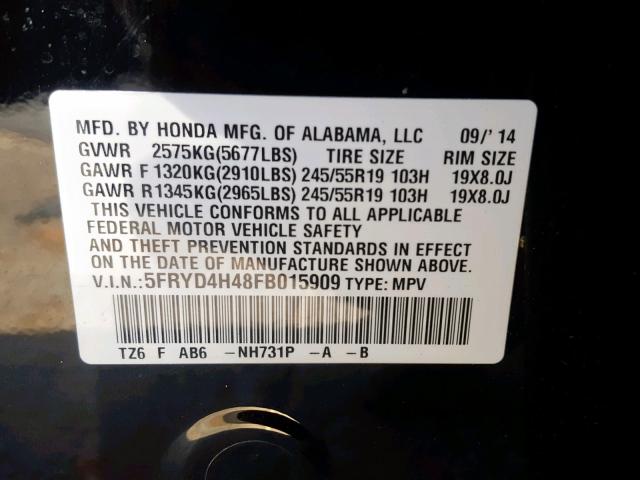 MFD. BY HONDA MFG. OF ALABAMA, LLC 09/' 14
GVWR 2575KG(5677LBS) TIRE SIZE RIM SIZE
GAWR F 1320KG(2910LBS) 245/55R19 103H 19X8.0J
GAWR R1345KG(2965LBS) 245/55R19 103H 19X8.0J
THIS VEHICLE CONFORMS TO ALL APPLICABLE
FEDERAL MOTOR VEHICLE SAFETY
AND THEFT PREVENTION STANDARDS IN EFFECT
ON THE DATE OF MANUFACTURE SHOWN ABOVE.
V.I.N.:5FRYD4H48FB015909 TYPE: MPV
TZ6 F AB6 -NH731P -A -B